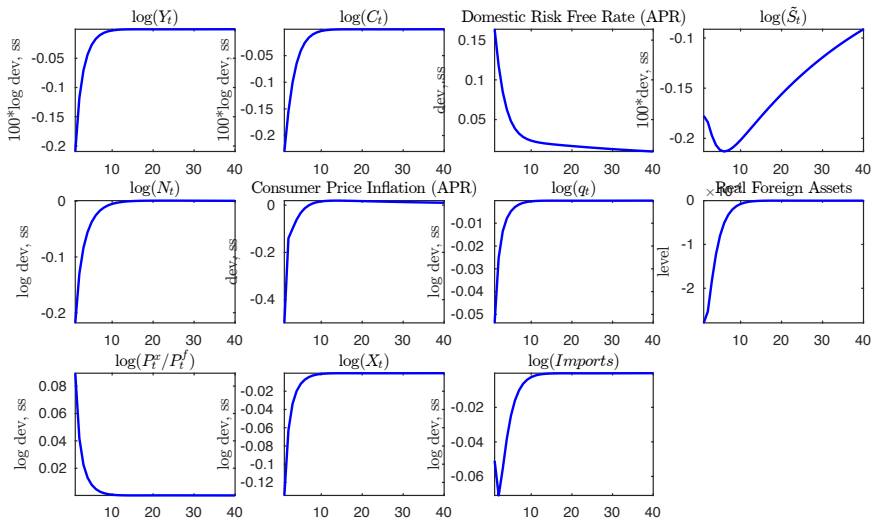 log(Y_t)
100*log dev, ss
-0.05
-0.1
-0.15
-0.2
10 20 30 40
log(C_t)
100*log dev, ss
-0.05
-0.1
-0.15
-0.2
10 20 30 40
Domestic Risk Free Rate (APR)
dev, ss
0.15
0.1
0.05
10 20 30 40
log(S̃_t)
100*dev, ss
-0.1
-0.2
10 20 30 40
log(N_t)
log dev, ss
0
-0.1
-0.2
10 20 30 40
Consumer Price Inflation (APR)
dev, ss
0
-0.2
-0.4
10 20 30 40
log(q_t)
log dev, ss
-0.01
-0.02
-0.03
-0.04
-0.05
10 20 30 40
Real Foreign Assets
level
0
-1
-2
10 20 30 40
log(P_t^x/P_t^f)
log dev, ss
0.08
0.06
0.04
0.02
10 20 30 40
log(X_t)
log dev, ss
-0.02
-0.04
-0.06
-0.08
-0.1
-0.12
10 20 30 40
log(Imports)
log dev, ss
-0.02
-0.04
-0.06
10 20 30 40